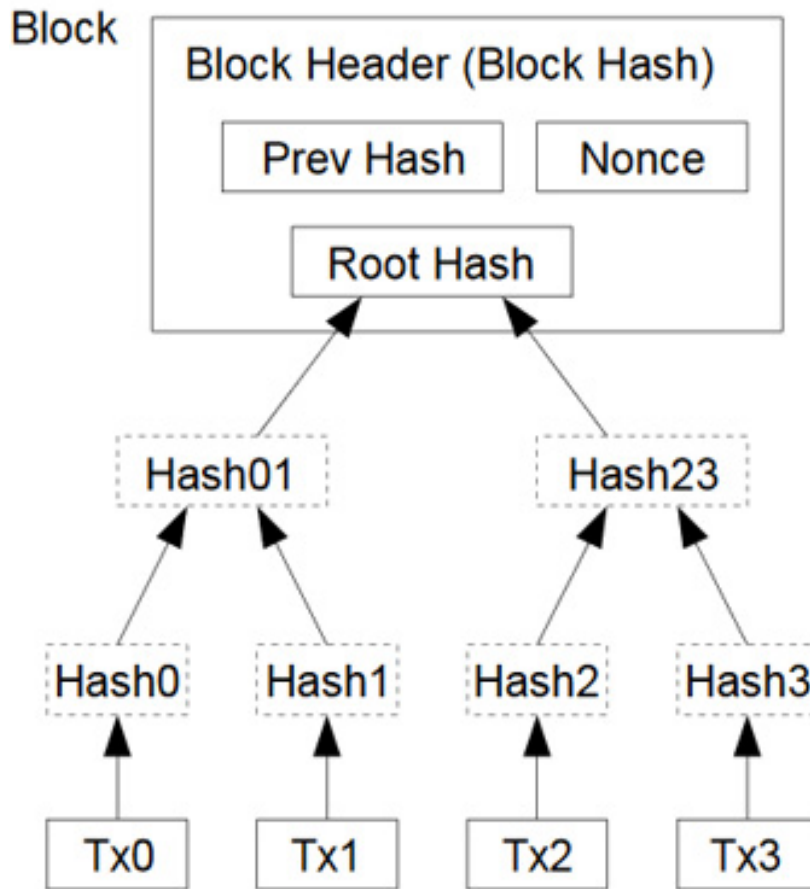 Block
Block Header (Block Hash)
Prev Hash
Nonce
Root Hash
Hash01
Hash23
Hash0
Hash1
Hash2
Hash3
Tx0
Tx1
Tx2
Tx3